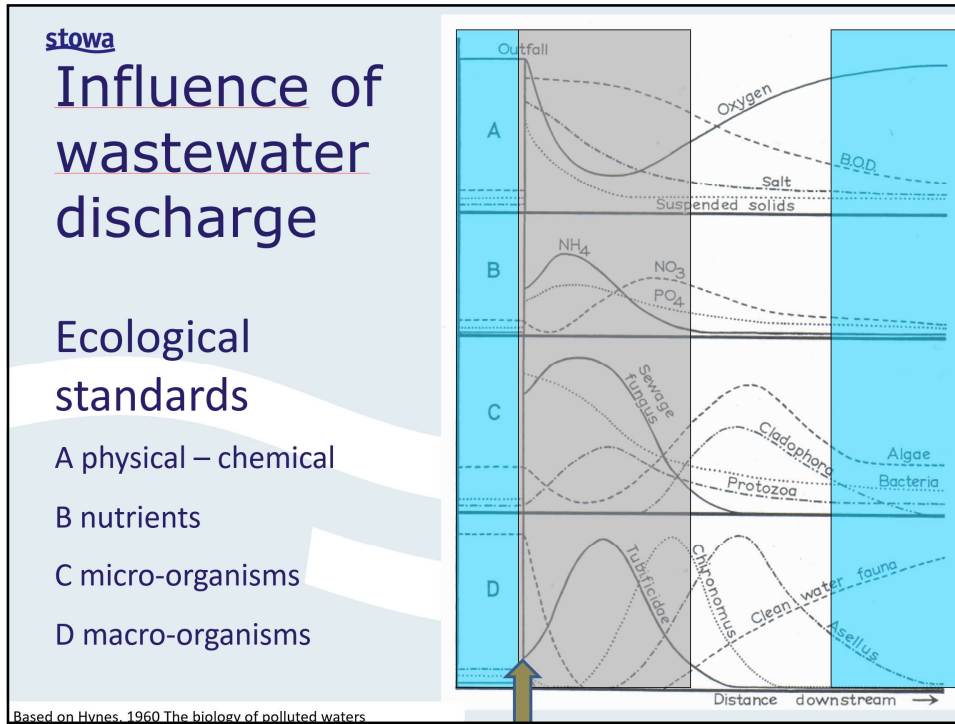 stowa
Influence of
wastewater
discharge
Ecological
standards
A physical – chemical
B nutrients
C micro-organisms
D macro-organisms
Based on Hynes, 1960 The biology of polluted waters
Outfall
A
Oxygen
B.O.D.
Salt
Suspended solids
B
NH4
NO3
PO4
C
Sewage
fungus
Cladophora
Algae
Bacteria
Protozoa
D
Tubificidae
Chironomus
Clean water fauna
Asellus
Distance downstream →